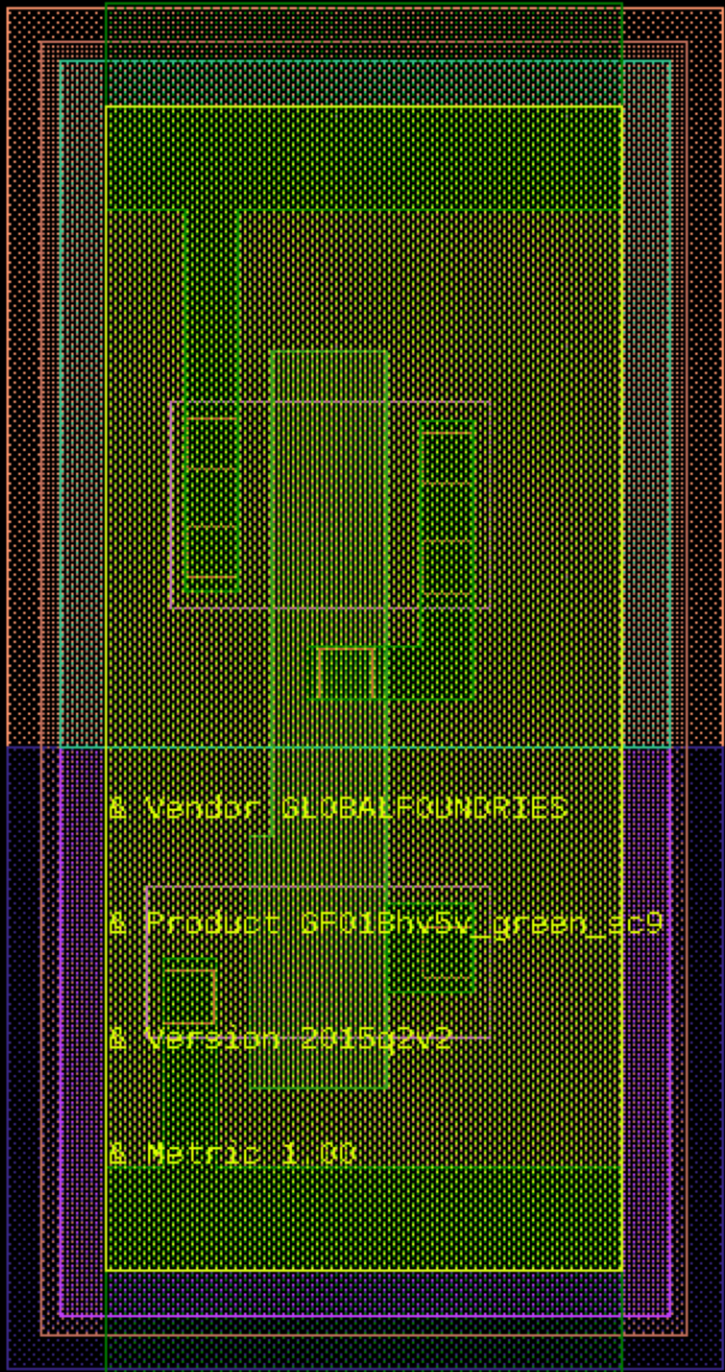 & Vendor GLOBALFOUNDRIES
& Product GF018hv5v_green_sc9
& Version 2015q2v2
& Metric 1.00